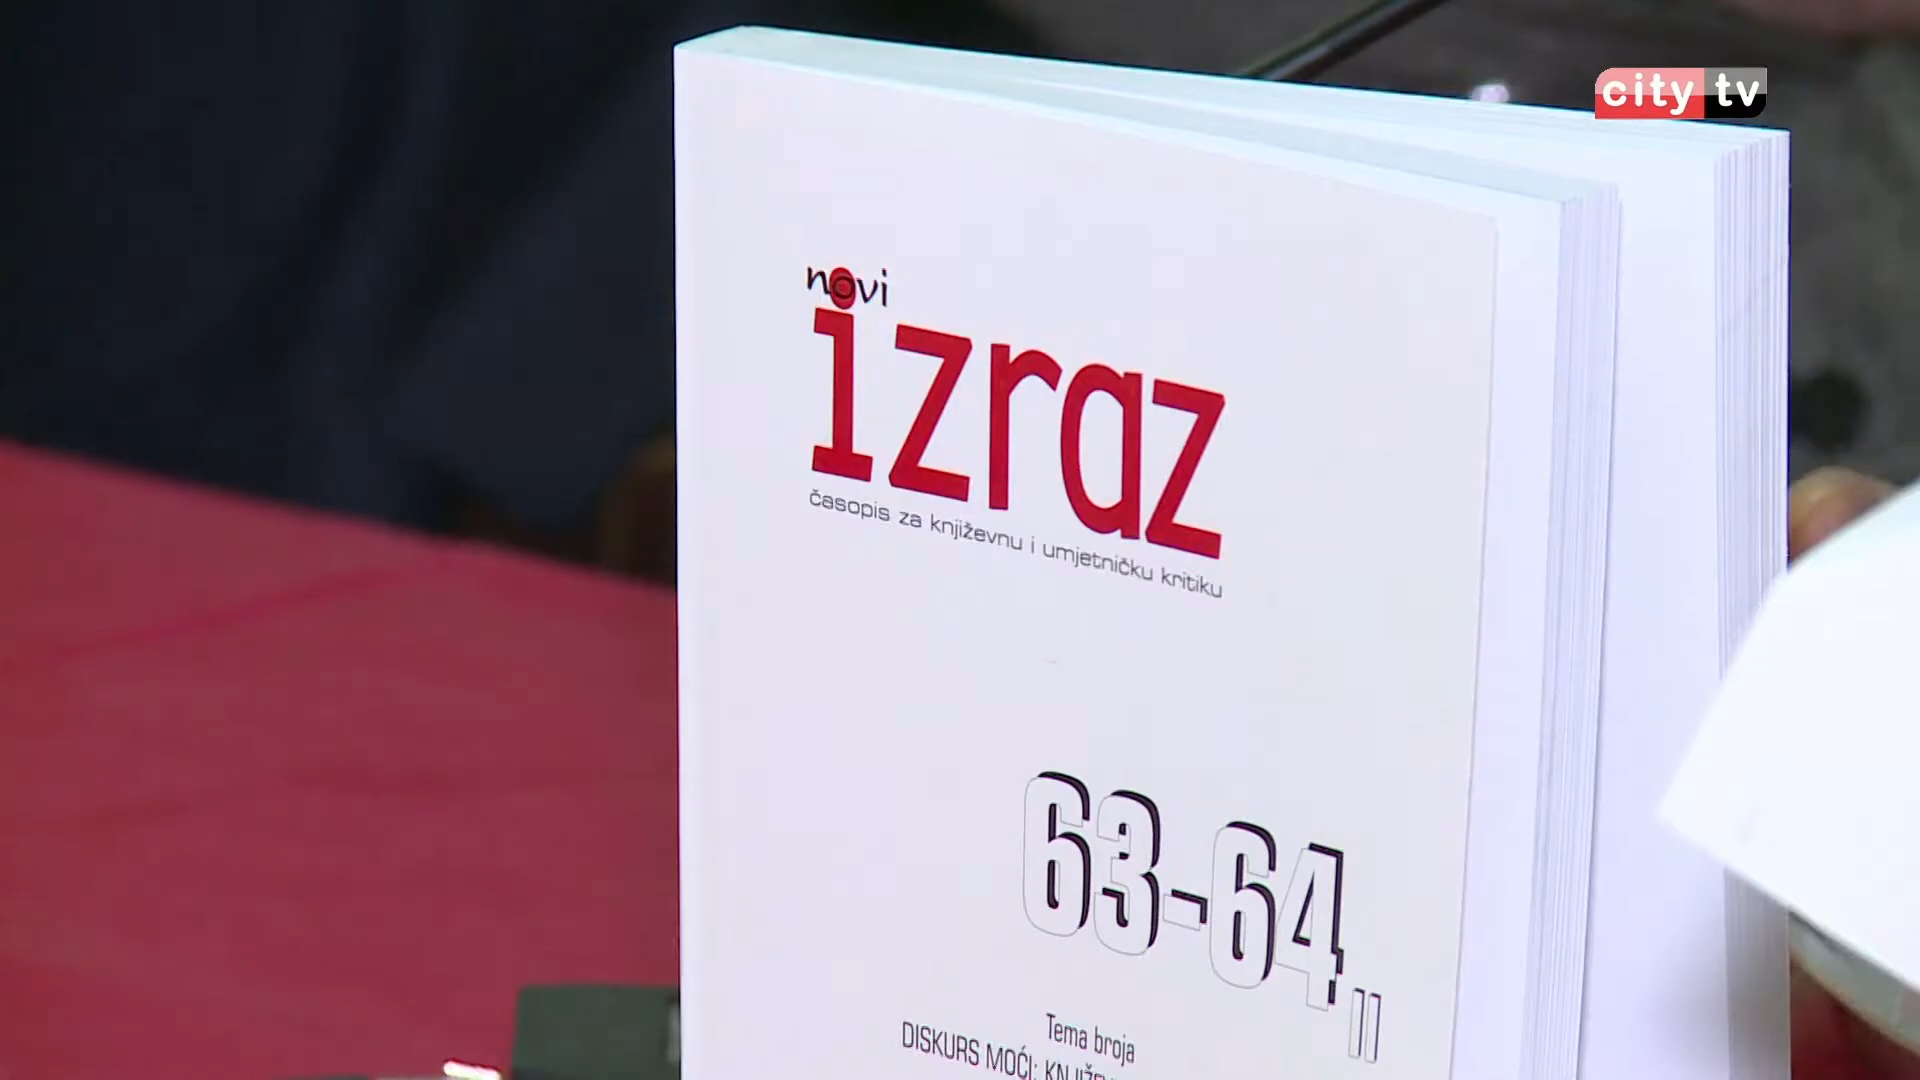 city tv
novi
izraz
časopis za književnu i umjetničku kritiku
63-64
II
Tema broja
DISKURS MOĆI: